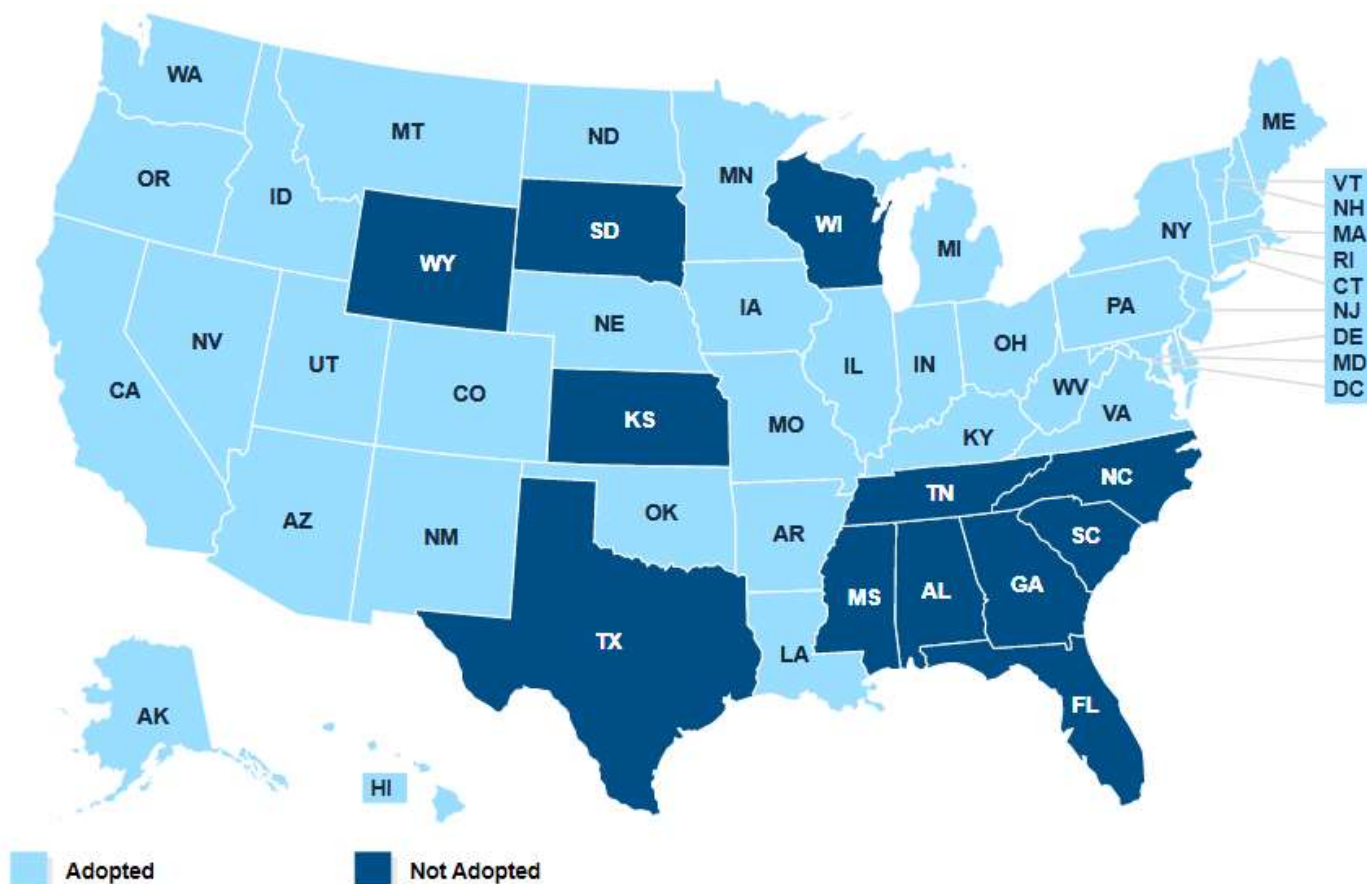 WA
MT
ND
MN
ME
OR
ID
SD
WI
MI
NY
VT
NH
MA
RI
CT
NJ
DE
MD
DC
WY
IA
PA
NE
NV
UT
CO
CA
IL
IN
OH
WV
VA
KS
MO
KY
AZ
NM
OK
AR
TN
NC
SC
MS
AL
GA
TX
LA
FL
AK
HI
Adopted
Not Adopted